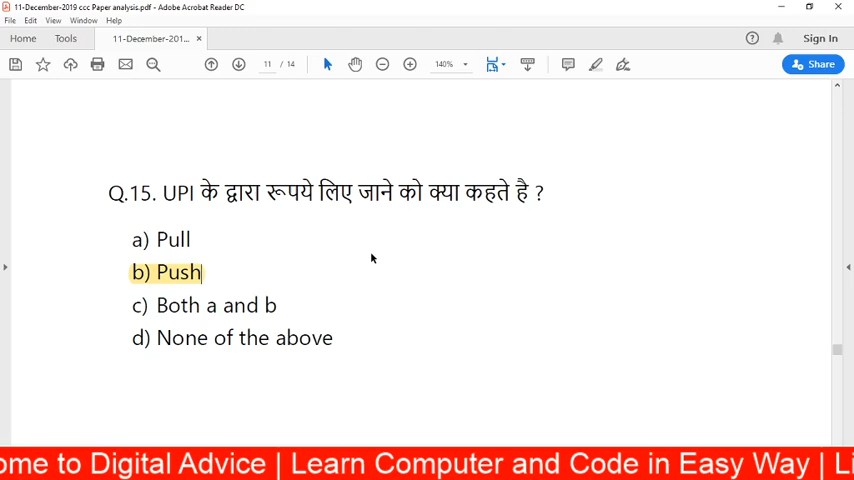 11-December-2019 ccc Paper analysis.pdf - Adobe Acrobat Reader DC
File Edit View Window Help
Home Tools 11-December-201... × Sign In
11 / 14 140% Share
Q.15. UPI के द्वारा रूपये लिए जाने को क्या कहते है ?
a) Pull
b) Push
c) Both a and b
d) None of the above
ome to Digital Advice | Learn Computer and Code in Easy Way | Li